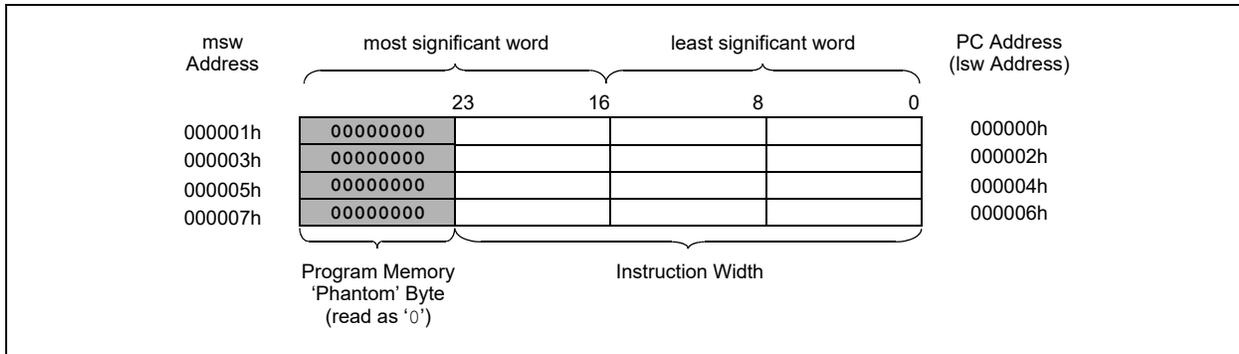 msw most significant word least significant word PC Address
Address (lsw Address)
23 16 8 0
000001h 00000000 000000h
000003h 00000000 000002h
000005h 00000000 000004h
000007h 00000000 000006h
Program Memory Instruction Width
‘Phantom’ Byte
(read as ‘0’)